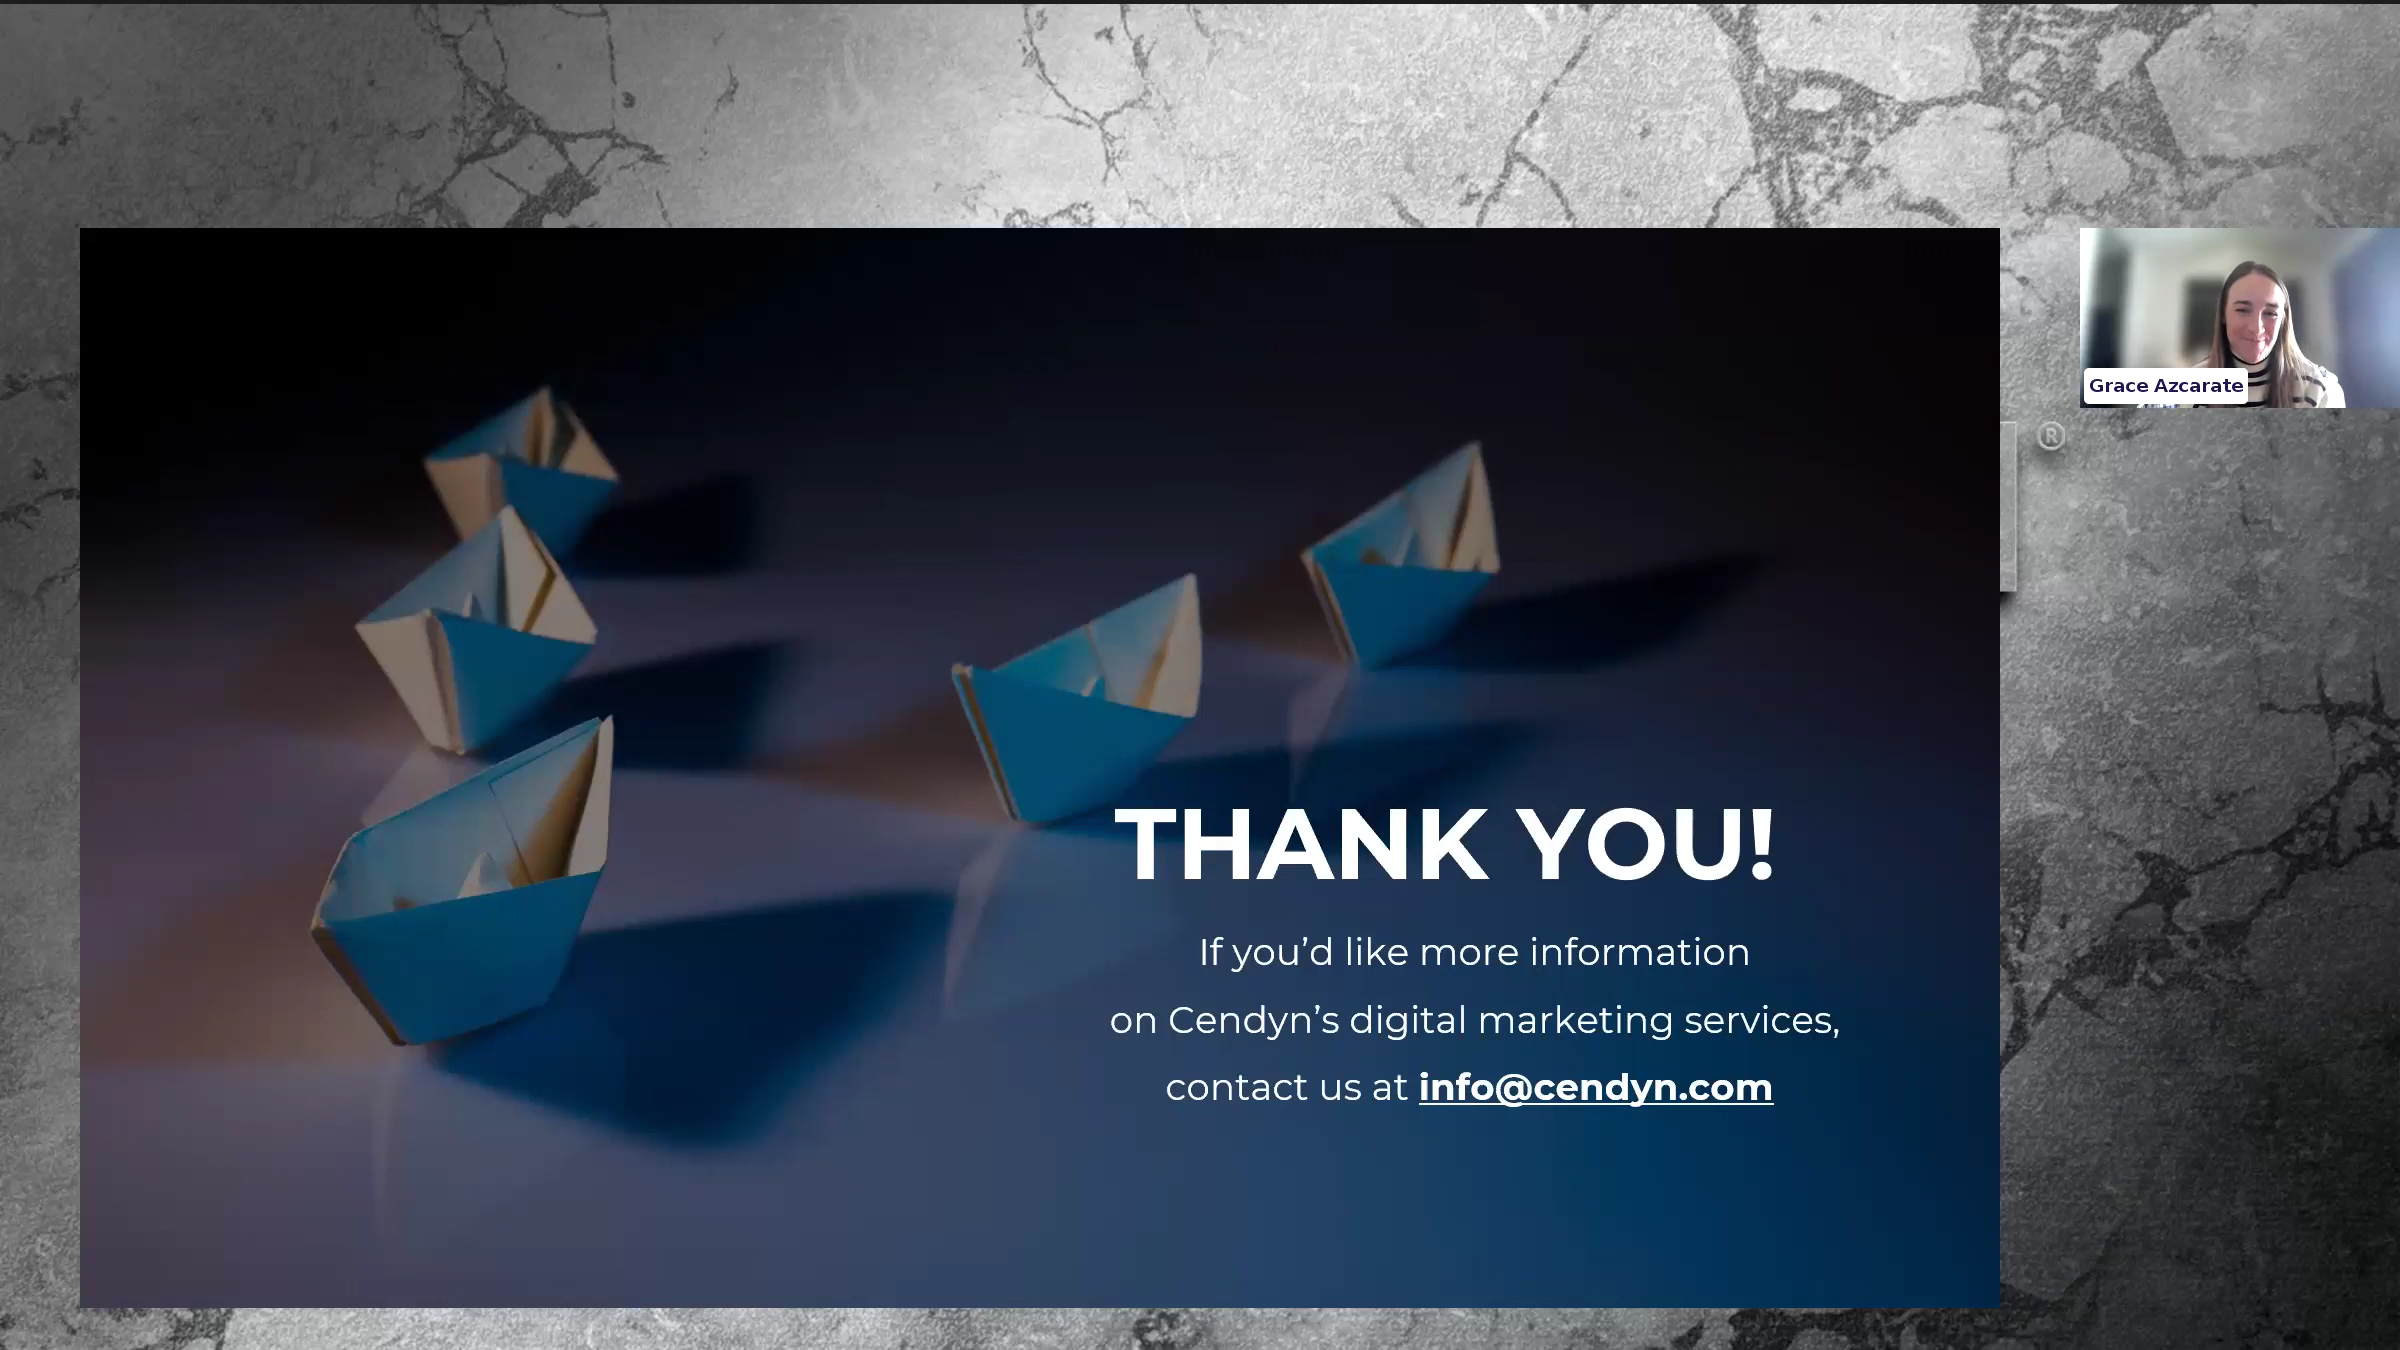 Grace Azcarate
®
THANK YOU!
If you’d like more information
on Cendyn’s digital marketing services,
contact us at info@cendyn.com